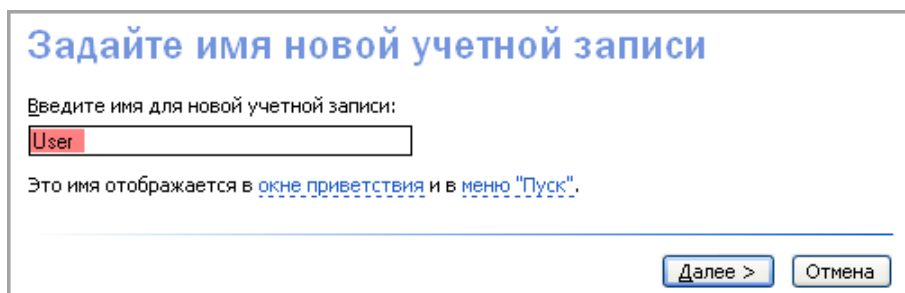 Задайте имя новой учетной записи
Введите имя для новой учетной записи:
User
Это имя отображается в окне приветствия и в меню "Пуск".
Далее > Отмена